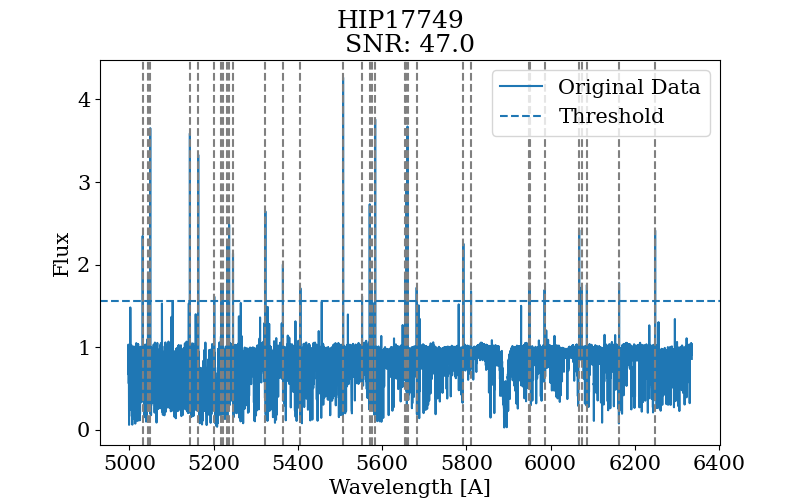 HIP17749
SNR: 47.0
Original Data
Threshold
4
3
2
1
0
Flux
5000 5200 5400 5600 5800 6000 6200 6400
Wavelength [A]